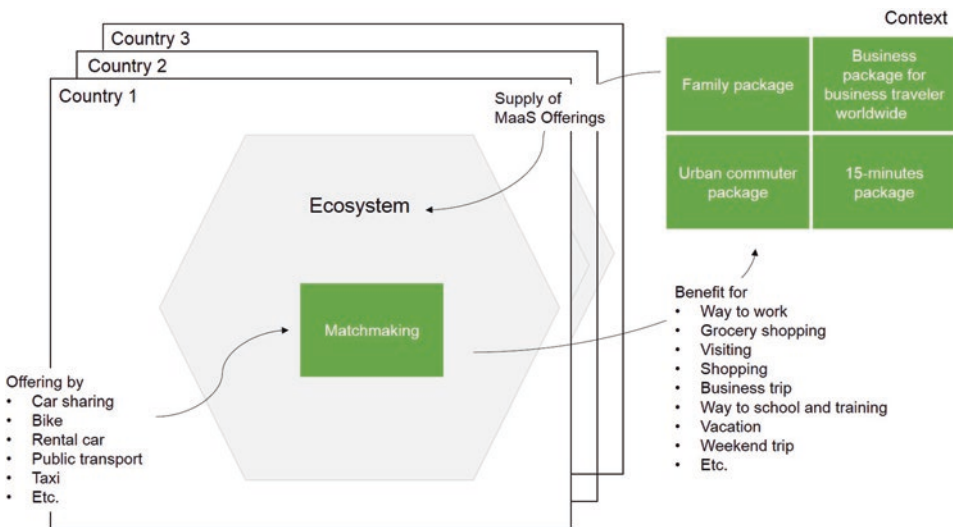 Context
Country 3
Country 2
Country 1
Supply of
MaaS Offerings
Family package
Business
package for
business traveler
worldwide
Urban commuter
package
15-minutes
package
Ecosystem
Matchmaking
Benefit for
• Way to work
• Grocery shopping
• Visiting
• Shopping
• Business trip
• Way to school and training
• Vacation
• Weekend trip
• Etc.
Offering by
• Car sharing
• Bike
• Rental car
• Public transport
• Taxi
• Etc.